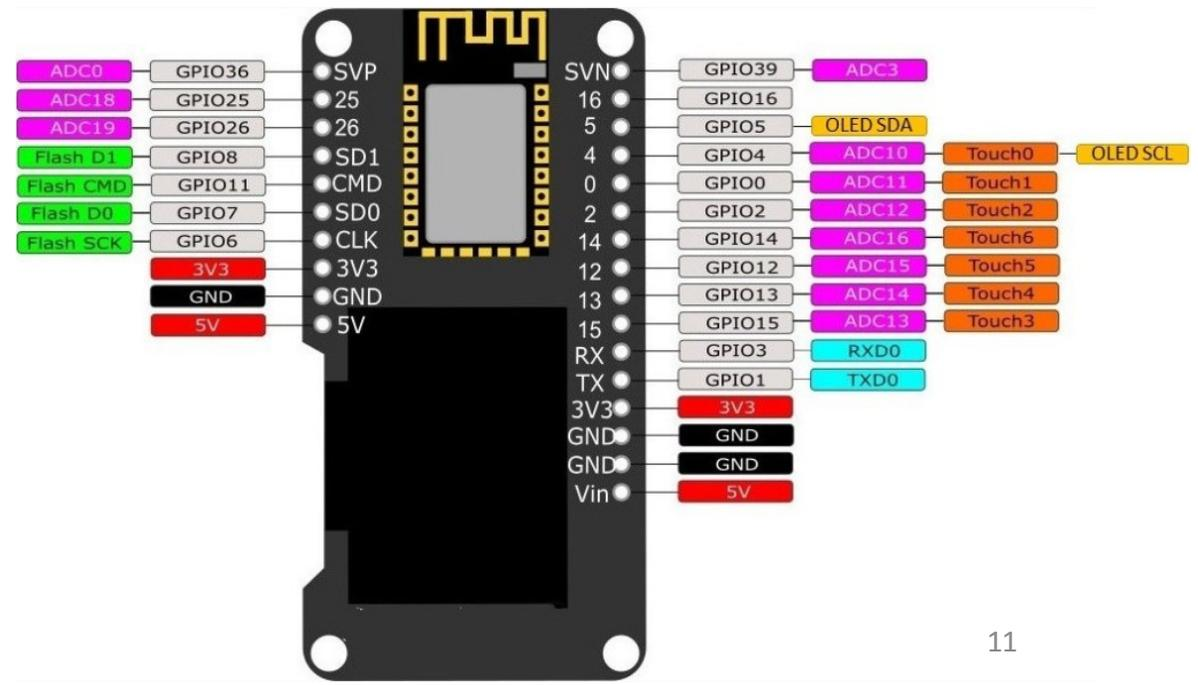 ADC0 GPIO36 SVP SVN GPIO39 ADC3
ADC18 GPIO25 25 16 GPIO16
ADC19 GPIO26 26 5 GPIO5 OLED SDA
Flash D1 GPIO8 SD1 4 GPIO4 ADC10 Touch0 OLED SCL
Flash CMD GPIO11 CMD 0 GPIO0 ADC11 Touch1
Flash D0 GPIO7 SD0 2 GPIO2 ADC12 Touch2
Flash SCK GPIO6 CLK 14 GPIO14 ADC16 Touch6
3V3 3V3 12 GPIO12 ADC15 Touch5
GND GND 13 GPIO13 ADC14 Touch4
5V 5V 15 GPIO15 ADC13 Touch3
RX GPIO3 RXD0
TX GPIO1 TXD0
3V3 3V3
GND GND
GND GND
Vin 5V
11